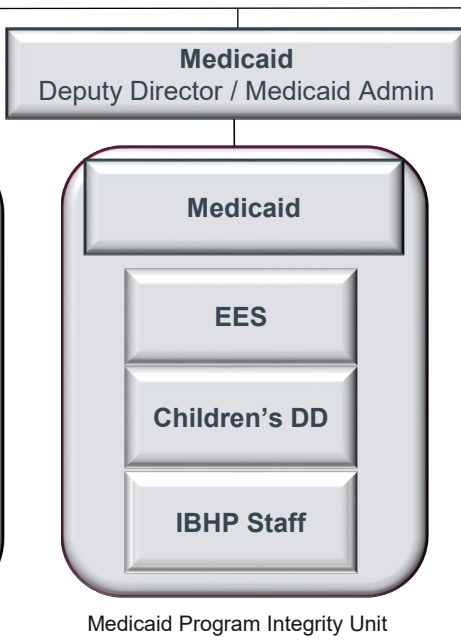 Medicaid
Deputy Director / Medicaid Admin
Medicaid
EES
Children’s DD
IBHP Staff
Medicaid Program Integrity Unit